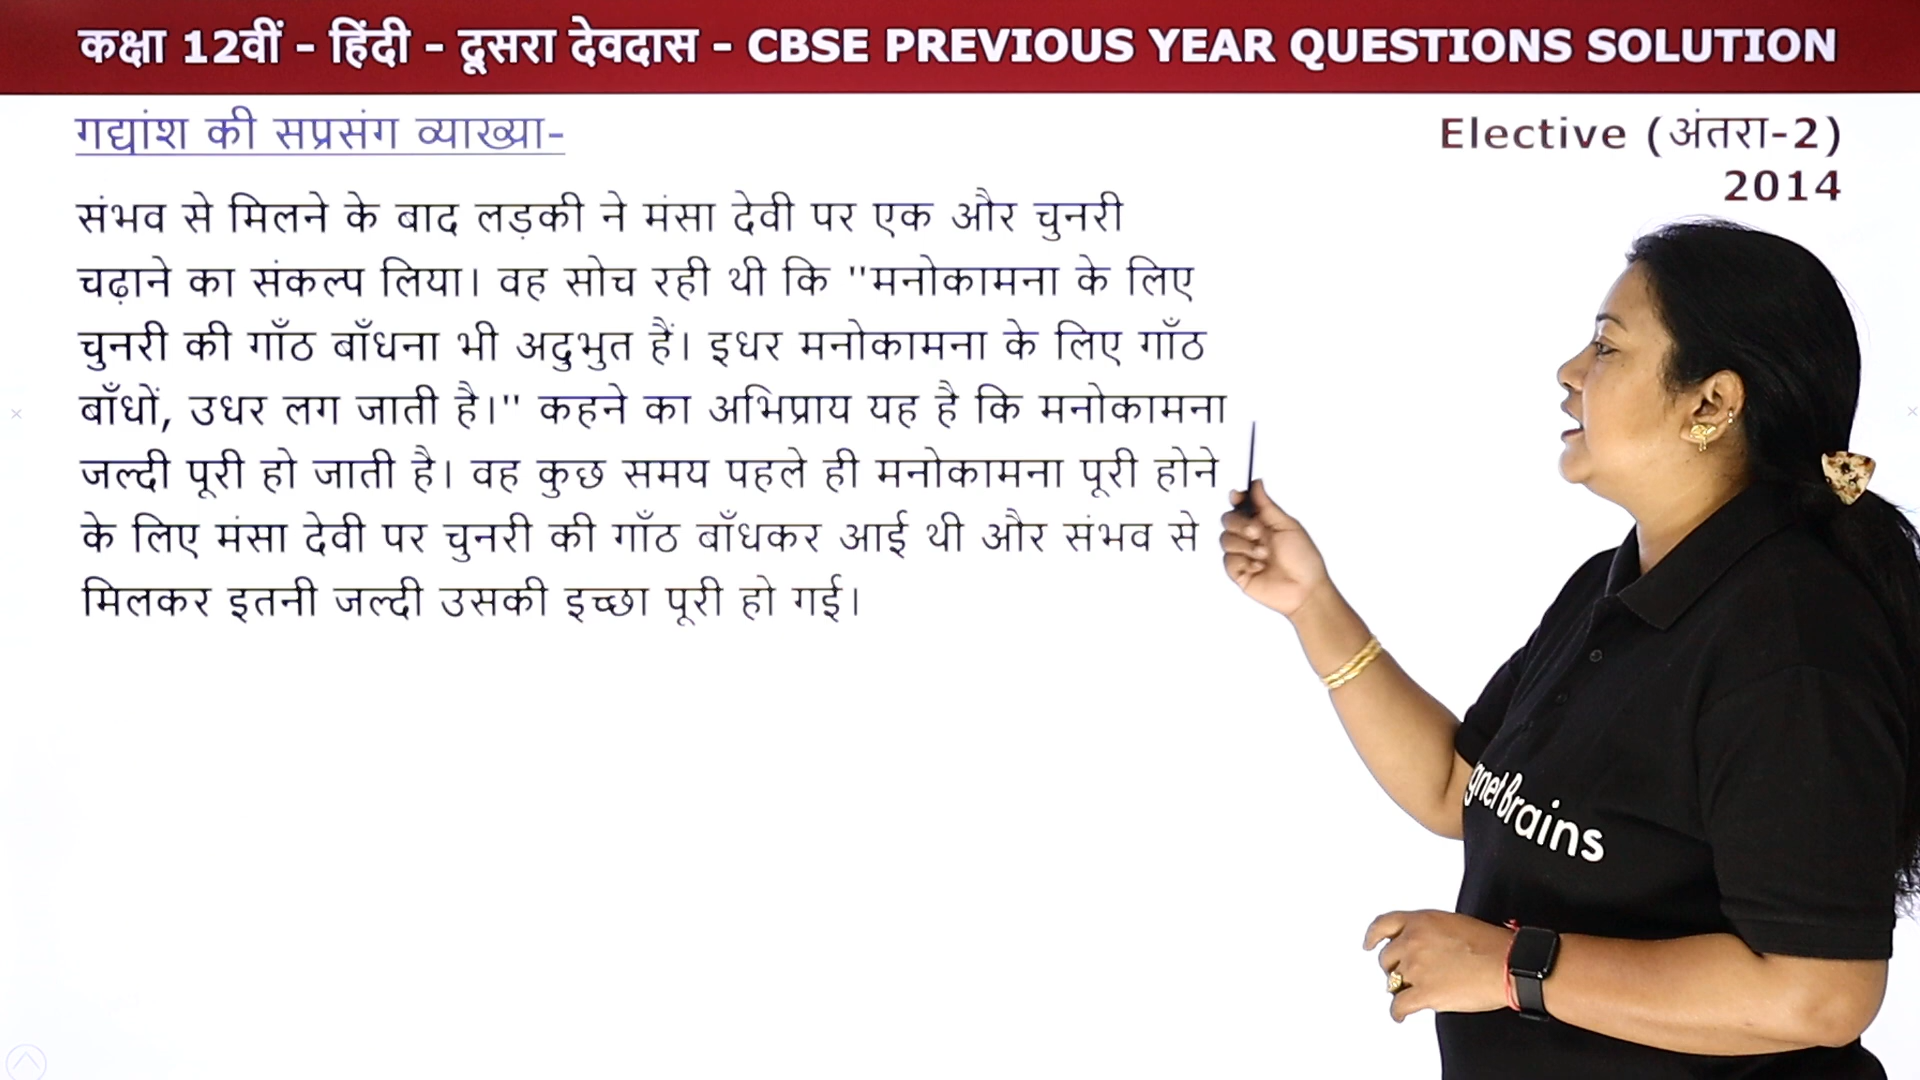 कक्षा 12वीं - हिंदी - दूसरा देवदास - CBSE PREVIOUS YEAR QUESTIONS SOLUTION
गद्यांश की सप्रसंग व्याख्या-
Elective (अंतरा-2)
2014
संभव से मिलने के बाद लड़की ने मंसा देवी पर एक और चुनरी
चढ़ाने का संकल्प लिया। वह सोच रही थी कि "मनोकामना के लिए
चुनरी की गाँठ बाँधना भी अदुभुत हैं। इधर मनोकामना के लिए गाँठ
बाँधों, उधर लग जाती है।" कहने का अभिप्राय यह है कि मनोकामना
जल्दी पूरी हो जाती है। वह कुछ समय पहले ही मनोकामना पूरी होने
के लिए मंसा देवी पर चुनरी की गाँठ बाँधकर आई थी और संभव से
मिलकर इतनी जल्दी उसकी इच्छा पूरी हो गई।
gnet Brains